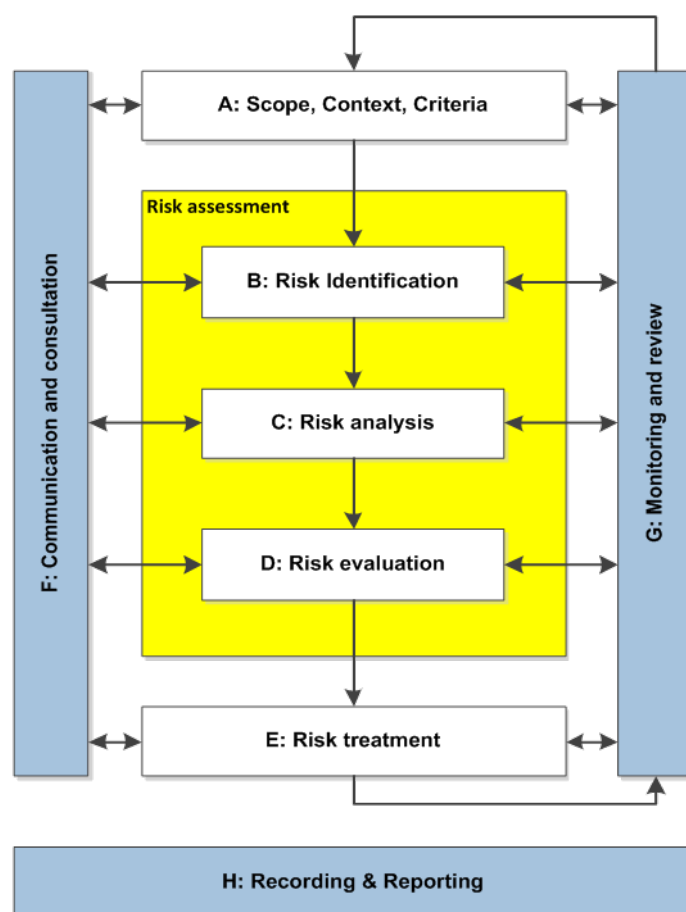 A: Scope, Context, Criteria
Risk assessment
B: Risk Identification
C: Risk analysis
D: Risk evaluation
E: Risk treatment
F: Communication and consultation
G: Monitoring and review
H: Recording & Reporting